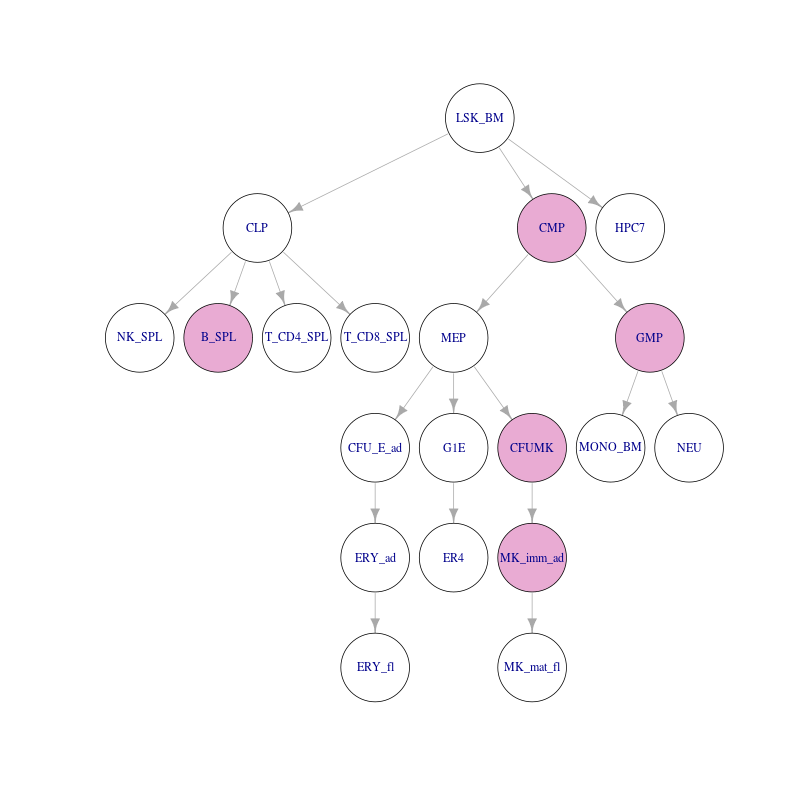 LSK_BM
CLP
CMP
HPC7
NK_SPL
B_SPL
T_CD4_SPL
T_CD8_SPL
MEP
GMP
CFU_E_ad
G1E
CFUMK
MONO_BM
NEU
ERY_ad
ER4
MK_imm_ad
ERY_fl
MK_mat_fl